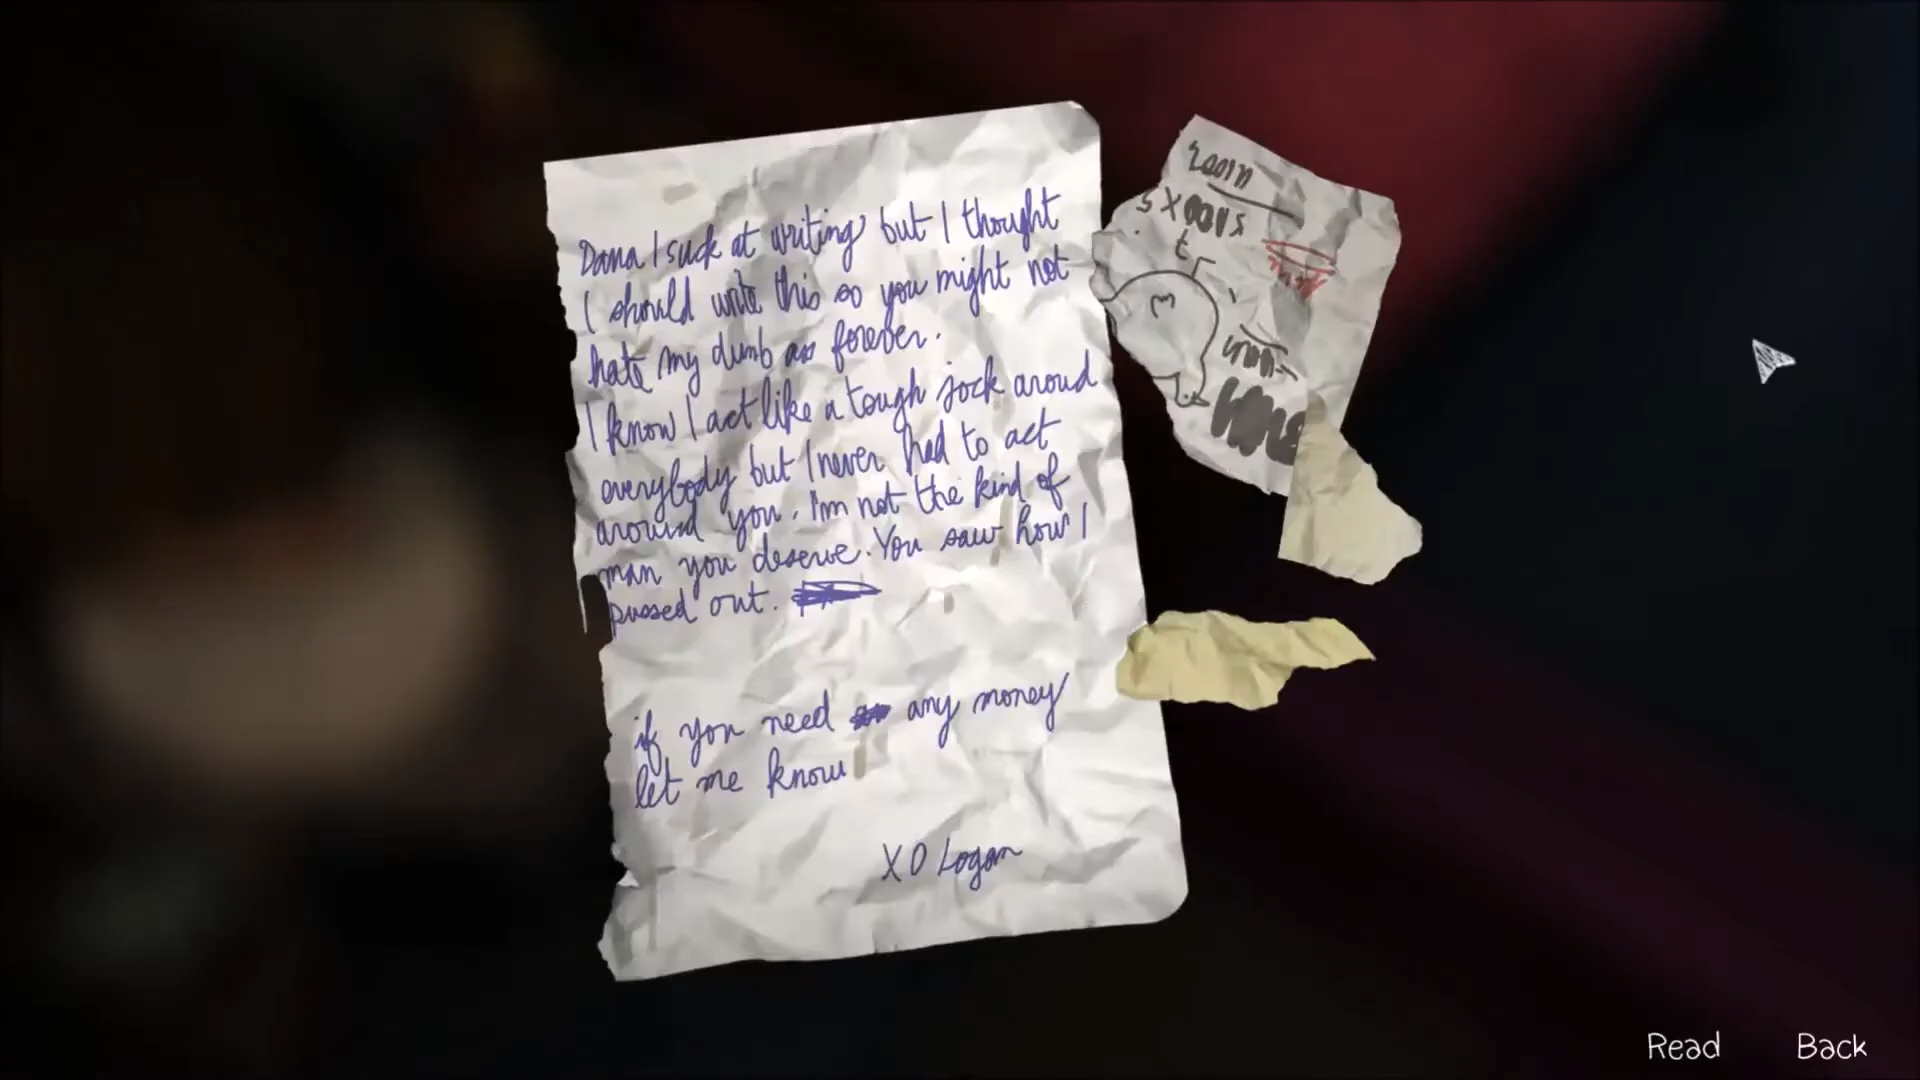 Dana I suck at writing but I thought
I should write this so you might not
hate my dumb ass forever.
I know I act like a tough jock aroud
everybody but I never had to act
around you. I'm not the kind of
man you deserve. You saw how I
pussed out.
if you need any money
let me know
XO Logan
Read
Back